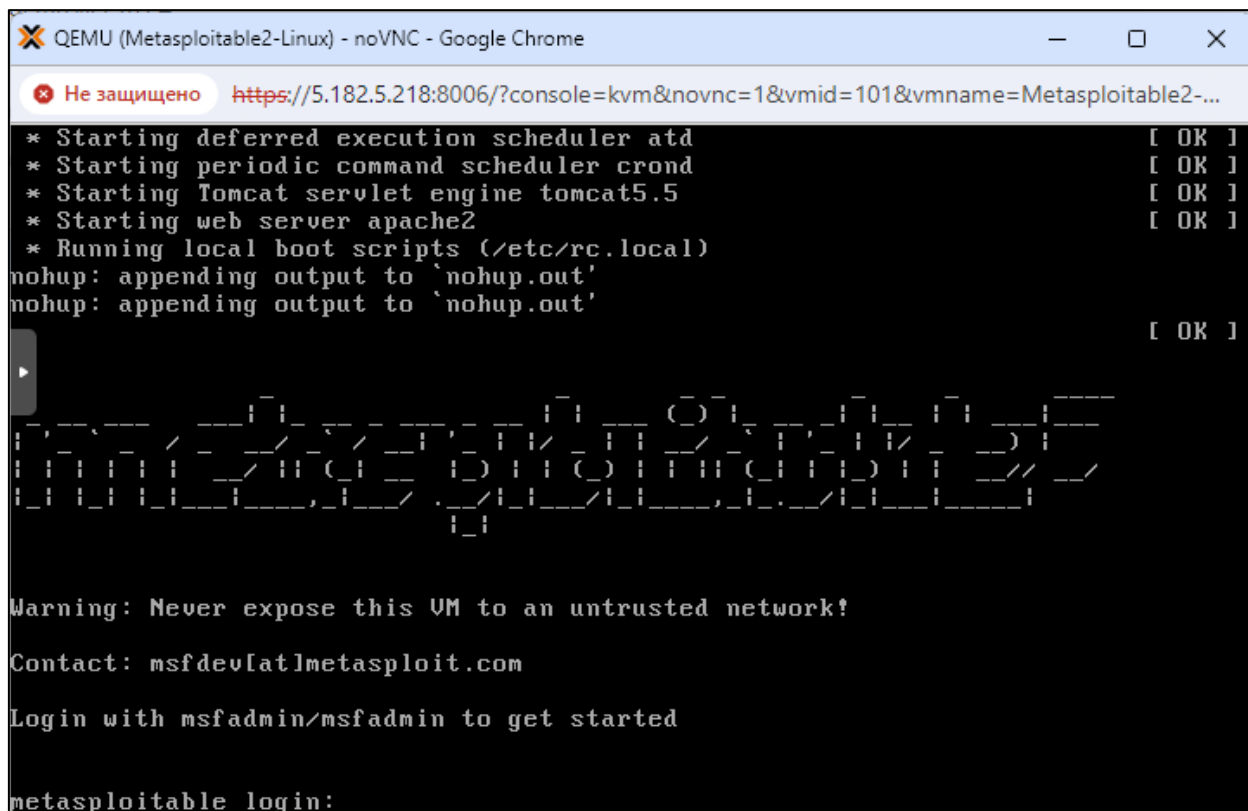 QEMU (Metasploitable2-Linux) - noVNC - Google Chrome
Не защищено https://5.182.5.218:8006/?console=kvm&novnc=1&vmid=101&vmname=Metasploitable2-...
* Starting deferred execution scheduler atd [ OK ]
* Starting periodic command scheduler crond [ OK ]
* Starting Tomcat servlet engine tomcat5.5 [ OK ]
* Starting web server apache2 [ OK ]
* Running local boot scripts (/etc/rc.local)
nohup: appending output to `nohup.out'
nohup: appending output to `nohup.out'
[ OK ]
metasploitable2
Warning: Never expose this VM to an untrusted network!
Contact: msfdev[at]metasploit.com
Login with msfadmin/msfadmin to get started
metasploitable login: